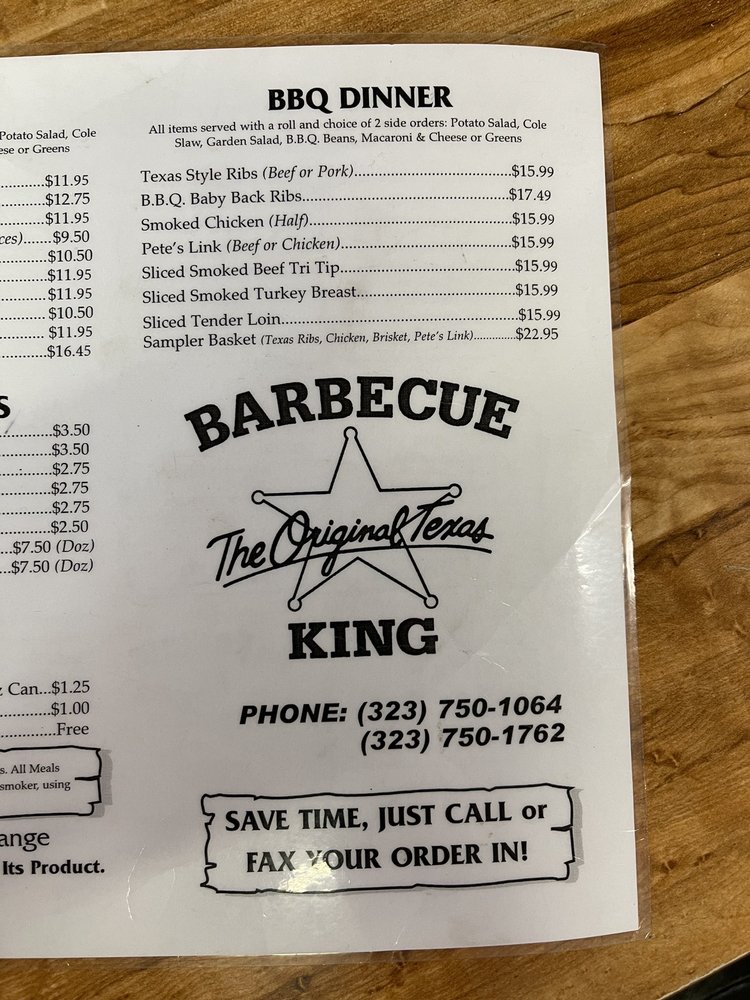 Potato Salad, Cole
ese or Greens
............$11.95
............$12.75
............$11.95
ces).......$9.50
............$10.50
............$11.95
............$11.95
............$10.50
............$11.95
............$16.45
S
............$3.50
............$3.50
............$2.75
............$2.75
............$2.75
............$2.50
...$7.50 (Doz)
...$7.50 (Doz)
z Can...$1.25
............$1.00
............Free
s. All Meals
smoker, using
ange
Its Product.
BBQ DINNER
All items served with a roll and choice of 2 side orders: Potato Salad, Cole
Slaw, Garden Salad, B.B.Q. Beans, Macaroni & Cheese or Greens
Texas Style Ribs (Beef or Pork)..................................$15.99
B.B.Q. Baby Back Ribs............................................$17.49
Smoked Chicken (Half)............................................$15.99
Pete's Link (Beef or Chicken)....................................$15.99
Sliced Smoked Beef Tri Tip.......................................$15.99
Sliced Smoked Turkey Breast......................................$15.99
Sliced Tender Loin...............................................$15.99
Sampler Basket (Texas Ribs, Chicken, Brisket, Pete's Link).............$22.95
BARBECUE
The Original Texas
KING
PHONE: (323) 750-1064
(323) 750-1762
SAVE TIME, JUST CALL or
FAX YOUR ORDER IN!